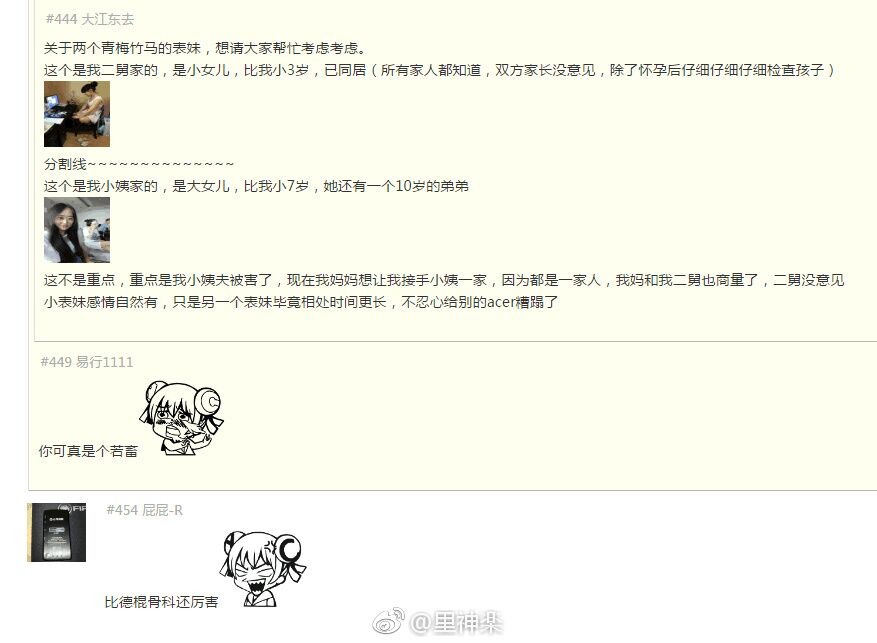 #444 大江东去
关于两个青梅竹马的表妹，想请大家帮忙考虑考虑。
这个是我二舅家的，是小女儿，比我小3岁，已同居（所有家人都知道，双方家长没意见，除了怀孕后仔细仔细仔细检查孩子）
分割线~~~~~~~~~~~~~~
这个是我小姨家的，是大女儿，比我小7岁，她还有一个10岁的弟弟
这不是重点，重点是我小姨夫被害了，现在我妈妈想让我接手小姨一家，因为都是一家人，我妈和我二舅也商量了，二舅没意见
小表妹感情自然有，只是另一个表妹毕竟相处时间更长，不忍心给别的acer糟蹋了
#449 易行1111
你可真是个若畜
#454 屁屁-R
比德棍骨科还厉害
@里神楽